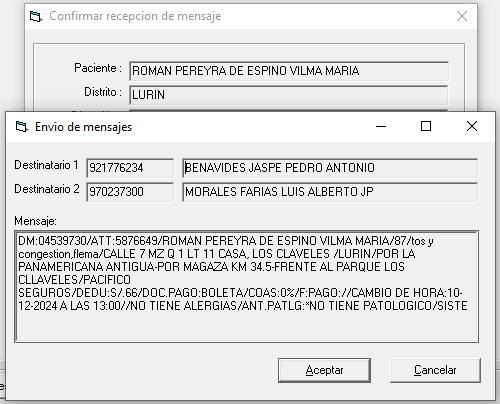 Confirmar recepcion de mensaje
Paciente :
ROMAN PEREYRA DE ESPINO VILMA MARIA
Distrito :
LURIN
Envio de mensajes
Destinatario 1
921776234
BENAVIDES JASPE PEDRO ANTONIO
Destinatario 2
970237300
MORALES FARIAS LUIS ALBERTO JP
Mensaje:
DM:04539730/ATT:5876649/ROMAN PEREYRA DE ESPINO VILMA MARIA/87/tos y
congestion,flema/CALLE 7 MZ Q 1 LT 11 CASA, LOS CLAVELES /LURIN/POR LA
PANAMERICANA ANTIGUA-POR MAGAZA KM 34.5-FRENTE AL PARQUE LOS
CLLAVELES/PACIFICO
SEGUROS/DEDU:S/.66/DOC.PAGO:BOLETA/COAS:0%/F:PAGO://CAMBIO DE HORA:10-
12-2024 A LAS 13:00//NO TIENE ALERGIAS/ANT.PATLG:*NO TIENE PATOLOGICO/SISTE
Aceptar
Cancelar